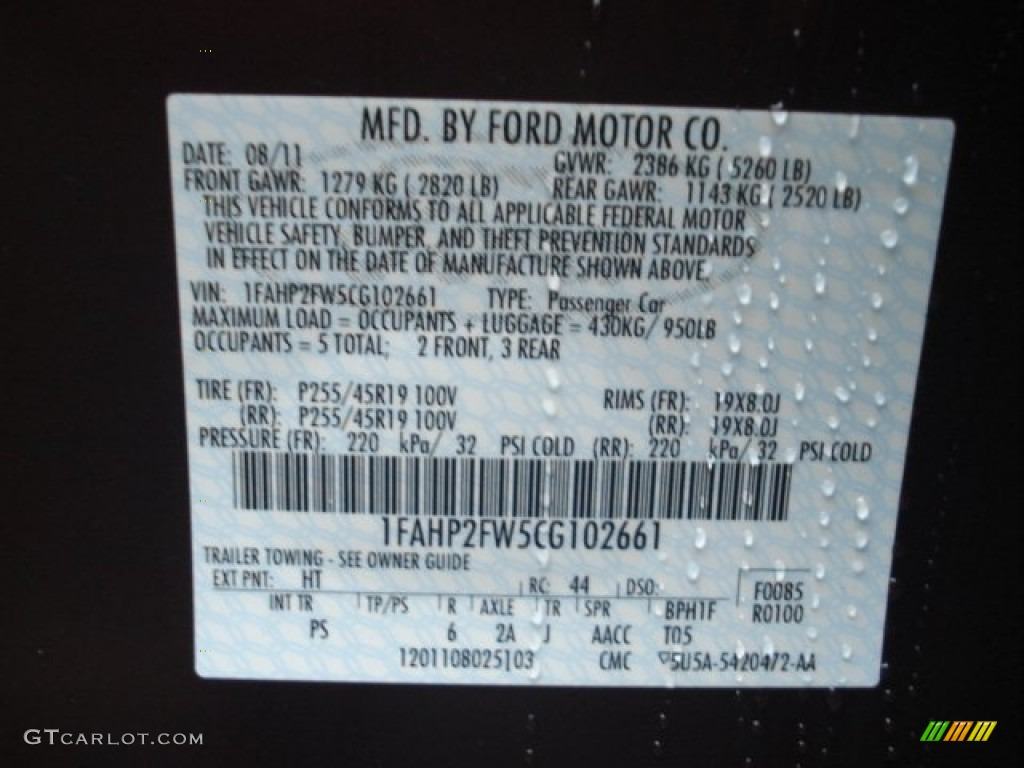 MFD. BY FORD MOTOR CO.
DATE: 08/11 GVWR: 2386 KG ( 5260 LB)
FRONT GAWR: 1279 KG ( 2820 LB) REAR GAWR: 1143 KG ( 2520 LB)
THIS VEHICLE CONFORMS TO ALL APPLICABLE FEDERAL MOTOR
VEHICLE SAFETY, BUMPER, AND THEFT PREVENTION STANDARDS
IN EFFECT ON THE DATE OF MANUFACTURE SHOWN ABOVE.
VIN: 1FAHP2FW5CG102661 TYPE: Passenger Car
MAXIMUM LOAD = OCCUPANTS + LUGGAGE = 430KG/ 950LB
OCCUPANTS = 5 TOTAL; 2 FRONT, 3 REAR
TIRE (FR): P255/45R19 100V RIMS (FR): 19X8.0J
(RR): P255/45R19 100V (RR): 19X8.0J
PRESSURE (FR): 220 kPa/ 32 PSI COLD (RR): 220 kPa/ 32 PSI COLD
1FAHP2FW5CG102661
TRAILER TOWING - SEE OWNER GUIDE
EXT PNT: HT RC: 44 DSO: F0085
INT TR TP/PS R AXLE TR SPR BPH1F R0100
PS 6 2A J AACC T05
1201108025103 CMC 5U5A-5420472-AA
GTCARLOT.COM